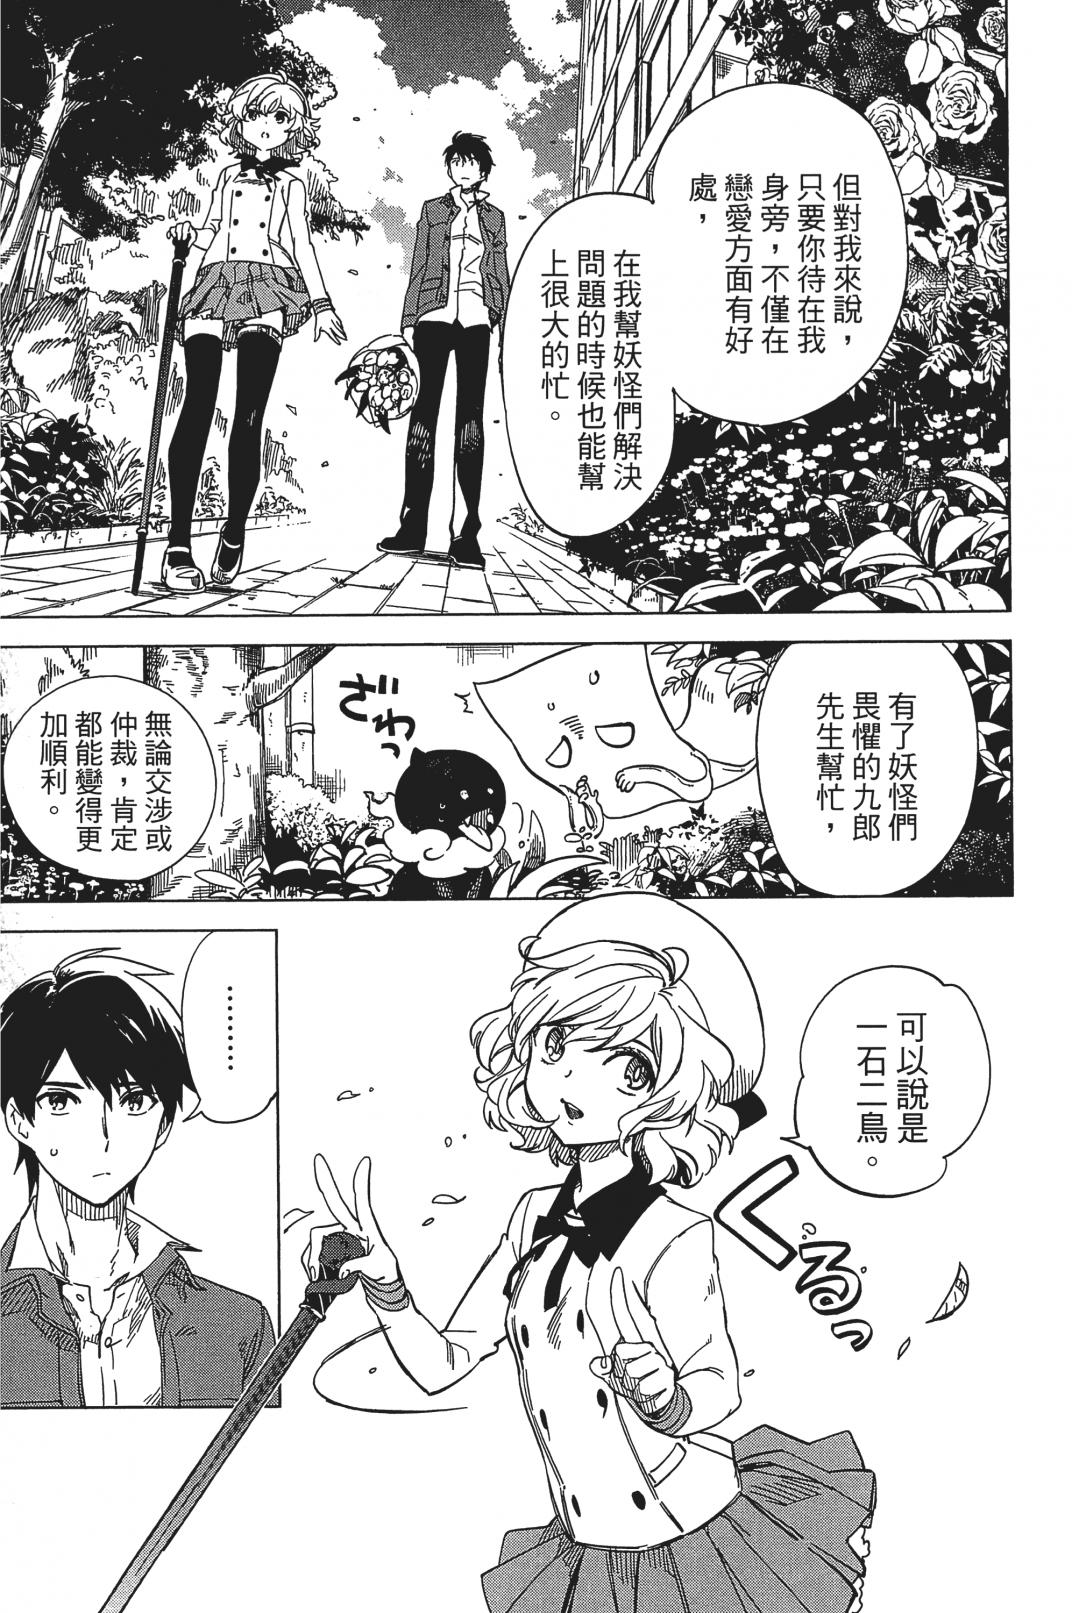 但對我來說，
只要你待在我
身旁，不僅在
戀愛方面有好
處，
在我幫妖怪們解決
問題的時候也能幫
上很大的忙。
有了妖怪們
畏懼的九郎
先生幫忙，
ざわっ
無論交涉或
仲裁，肯定
都能變得更
加順利。
可以說是
一石二鳥。
くるっ
………